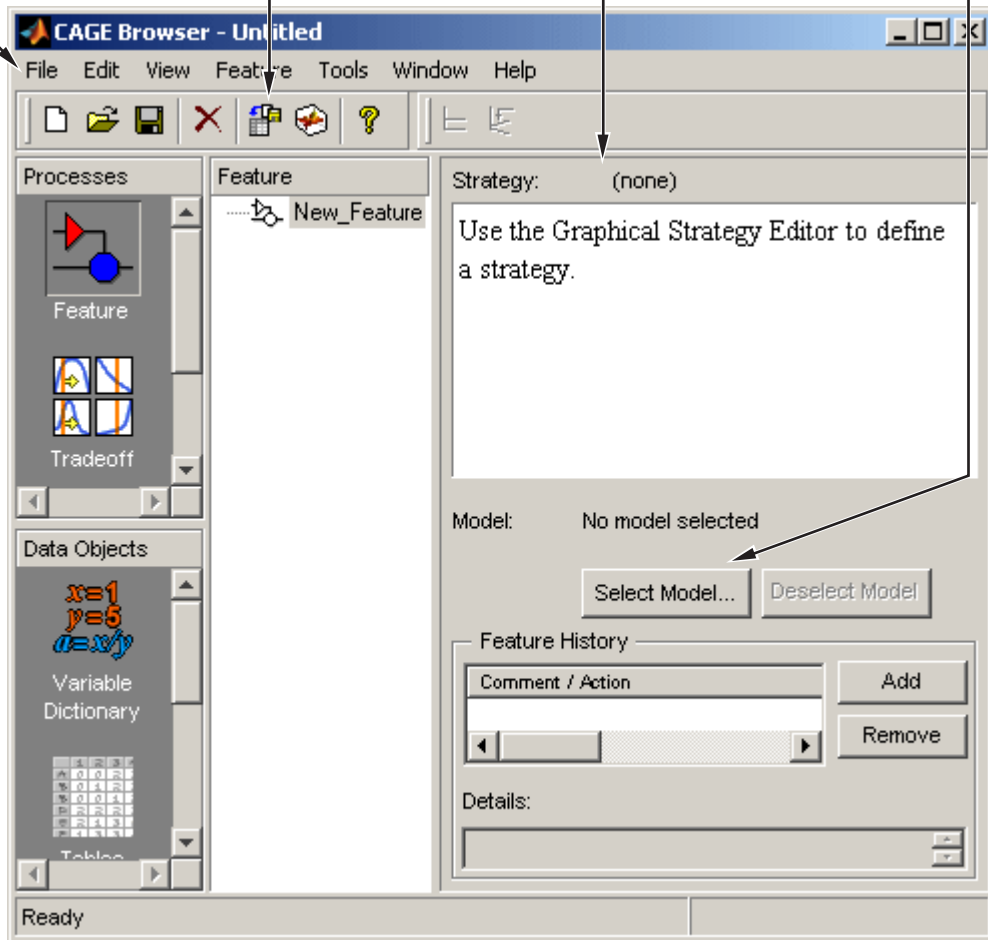 CAGE Browser - Untitled
File Edit View Feature Tools Window Help
Processes
Feature
Tradeoff
Feature
New_Feature
Strategy: (none)
Use the Graphical Strategy Editor to define
a strategy.
Model: No model selected
Select Model... Deselect Model
Feature History
Comment / Action
Add
Remove
Details:
Data Objects
x=1
y=5
a=x/y
Variable
Dictionary
Tables
Ready